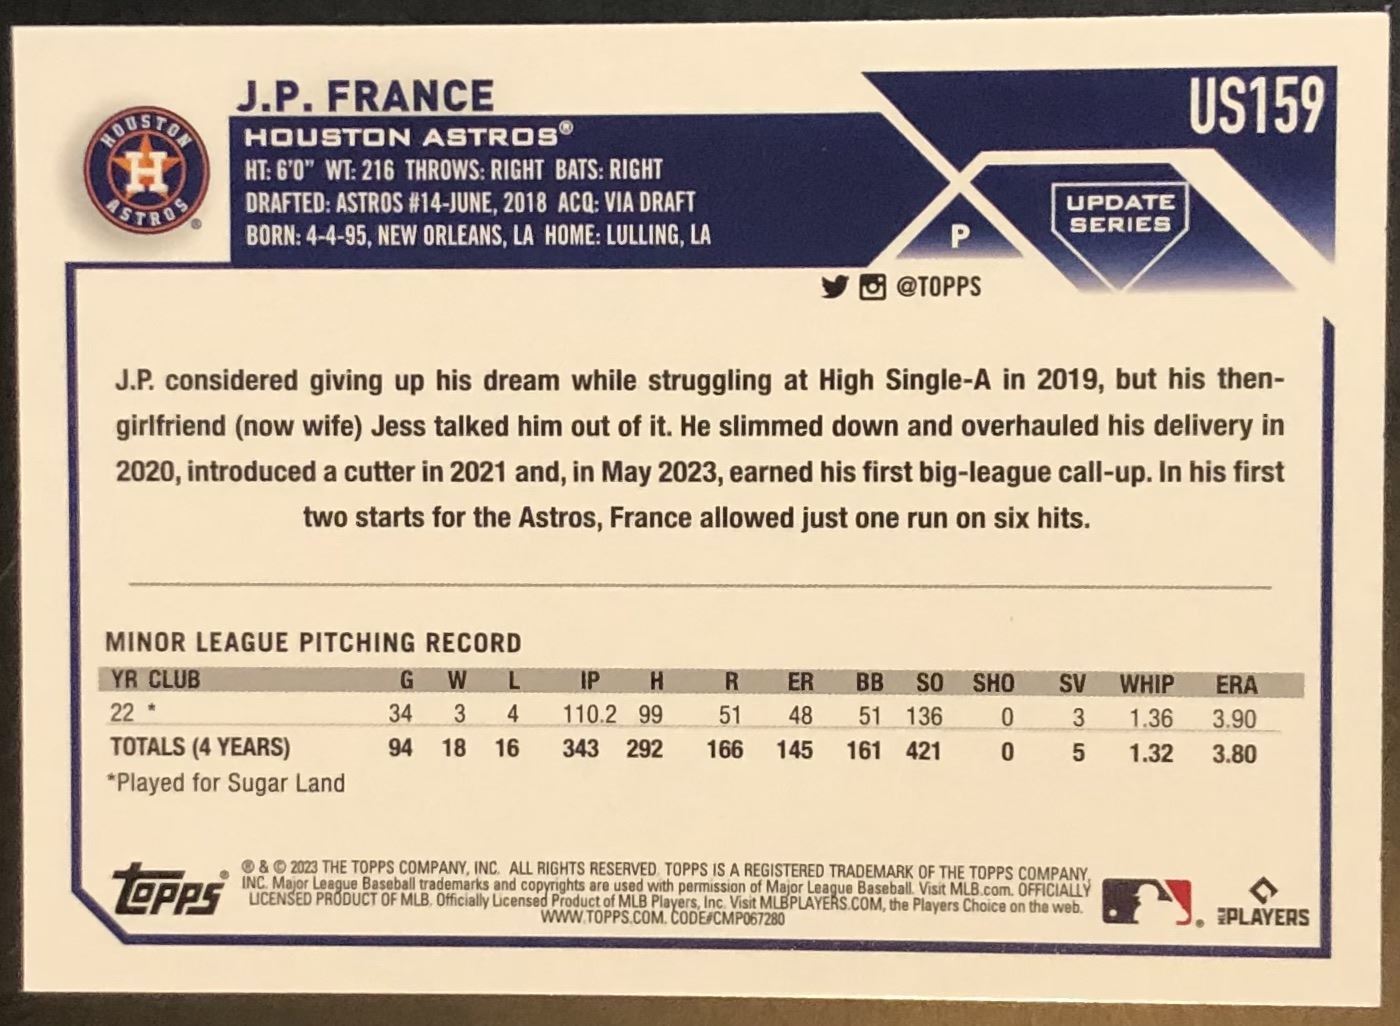 J.P. FRANCE
US159
HOUSTON ASTROS
HOUSTON ASTROS®
HT: 6'0" WT: 216 THROWS: RIGHT BATS: RIGHT
DRAFTED: ASTROS #14-JUNE, 2018 ACQ: VIA DRAFT
BORN: 4-4-95, NEW ORLEANS, LA HOME: LULLING, LA
P
UPDATE
SERIES
@TOPPS
J.P. considered giving up his dream while struggling at High Single-A in 2019, but his then-
girlfriend (now wife) Jess talked him out of it. He slimmed down and overhauled his delivery in
2020, introduced a cutter in 2021 and, in May 2023, earned his first big-league call-up. In his first
two starts for the Astros, France allowed just one run on six hits.
MINOR LEAGUE PITCHING RECORD
YR CLUB G W L IP H R ER BB SO SHO SV WHIP ERA
22 * 34 3 4 110.2 99 51 48 51 136 0 3 1.36 3.90
TOTALS (4 YEARS) 94 18 16 343 292 166 145 161 421 0 5 1.32 3.80
*Played for Sugar Land
Topps®
® & © 2023 THE TOPPS COMPANY, INC. ALL RIGHTS RESERVED. TOPPS IS A REGISTERED TRADEMARK OF THE TOPPS COMPANY,
INC. Major League Baseball trademarks and copyrights are used with permission of Major League Baseball. Visit MLB.com. OFFICIALLY
LICENSED PRODUCT OF MLB. Officially Licensed Product of MLB Players, Inc. Visit MLBPLAYERS.COM, the Players Choice on the web.
WWW.TOPPS.COM. CODE#CMP067280
MLB PLAYERS